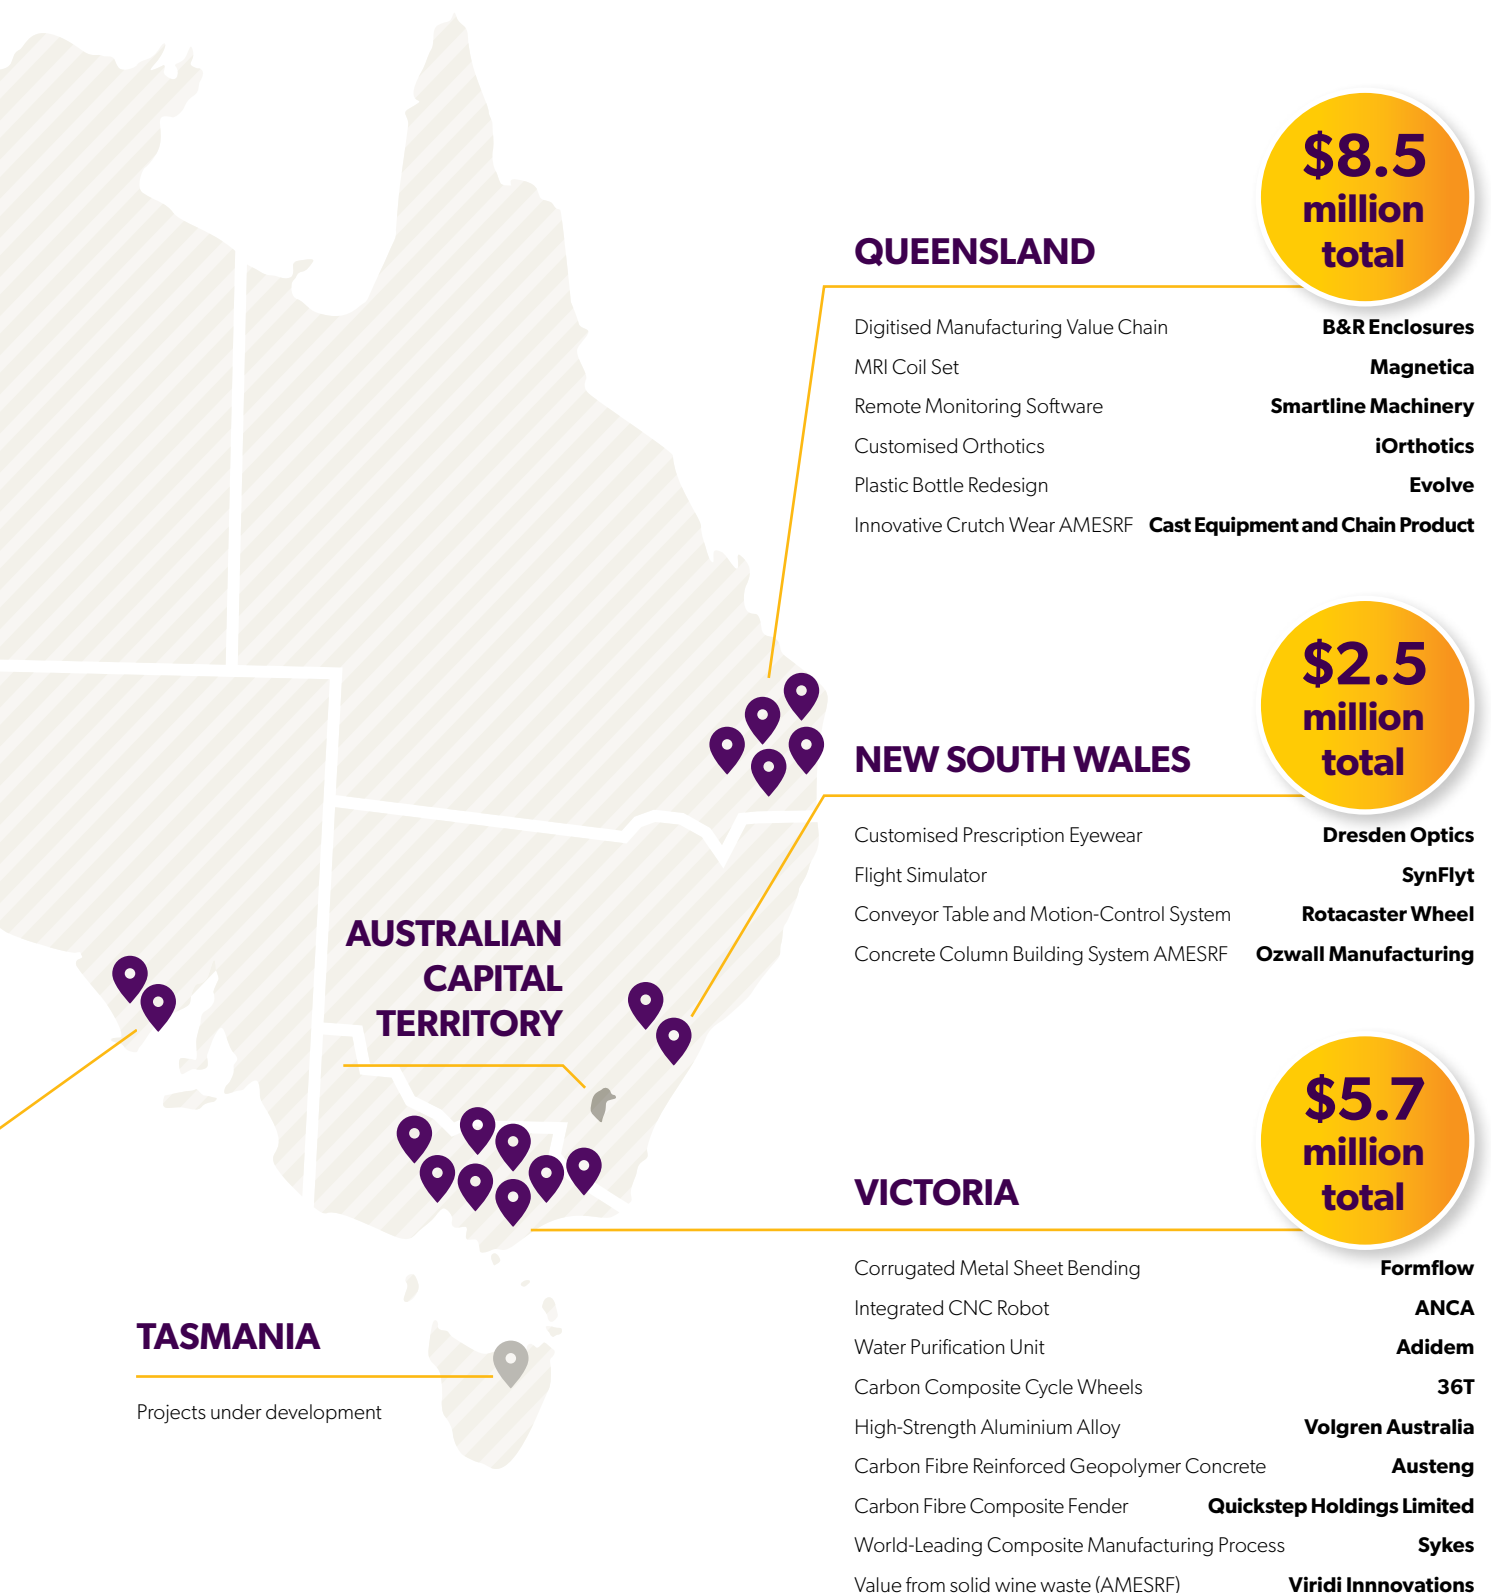 $8.5
million
total
QUEENSLAND
Digitised Manufacturing Value Chain B&R Enclosures
MRI Coil Set Magnetica
Remote Monitoring Software Smartline Machinery
Customised Orthotics iOrthotics
Plastic Bottle Redesign Evolve
Innovative Crutch Wear AMESRF Cast Equipment and Chain Product
$2.5
million
total
NEW SOUTH WALES
Customised Prescription Eyewear Dresden Optics
Flight Simulator SynFlyt
Conveyor Table and Motion-Control System Rotacaster Wheel
Concrete Column Building System AMESRF Ozwall Manufacturing
AUSTRALIAN
CAPITAL
TERRITORY
$5.7
million
total
VICTORIA
Corrugated Metal Sheet Bending Formflow
Integrated CNC Robot ANCA
Water Purification Unit Adidem
Carbon Composite Cycle Wheels 36T
High-Strength Aluminium Alloy Volgren Australia
Carbon Fibre Reinforced Geopolymer Concrete Austeng
Carbon Fibre Composite Fender Quickstep Holdings Limited
World-Leading Composite Manufacturing Process Sykes
Value from solid wine waste (AMESRF) Viridi Innnovations
TASMANIA
Projects under development